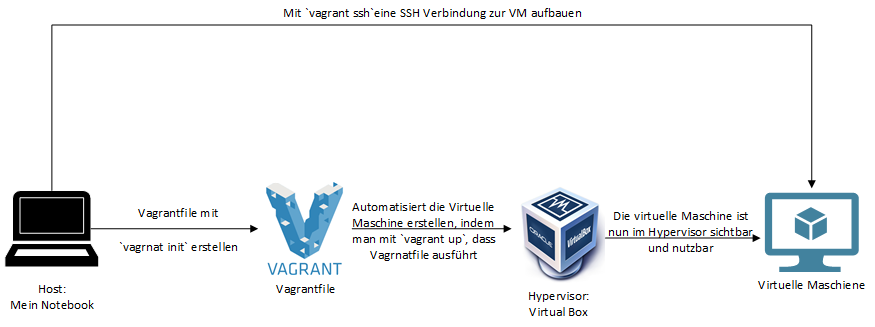 Mit `vagrant ssh`eine SSH Verbindung zur VM aufbauen
Vagrantfile mit
`vagrnat init` erstellen
Automatisiert die Virtuelle
Maschine erstellen, indem
man mit `vagrant up`, dass
Vagrnatfile ausführt
Die virtuelle Maschine ist
nun im Hypervisor sichtbar
und nutzbar
VM
ORACLE
VirtualBox
VAGRANT
Host:
Mein Notebook
Vagrantfile
Hypervisor:
Virtual Box
Virtuelle Maschiene